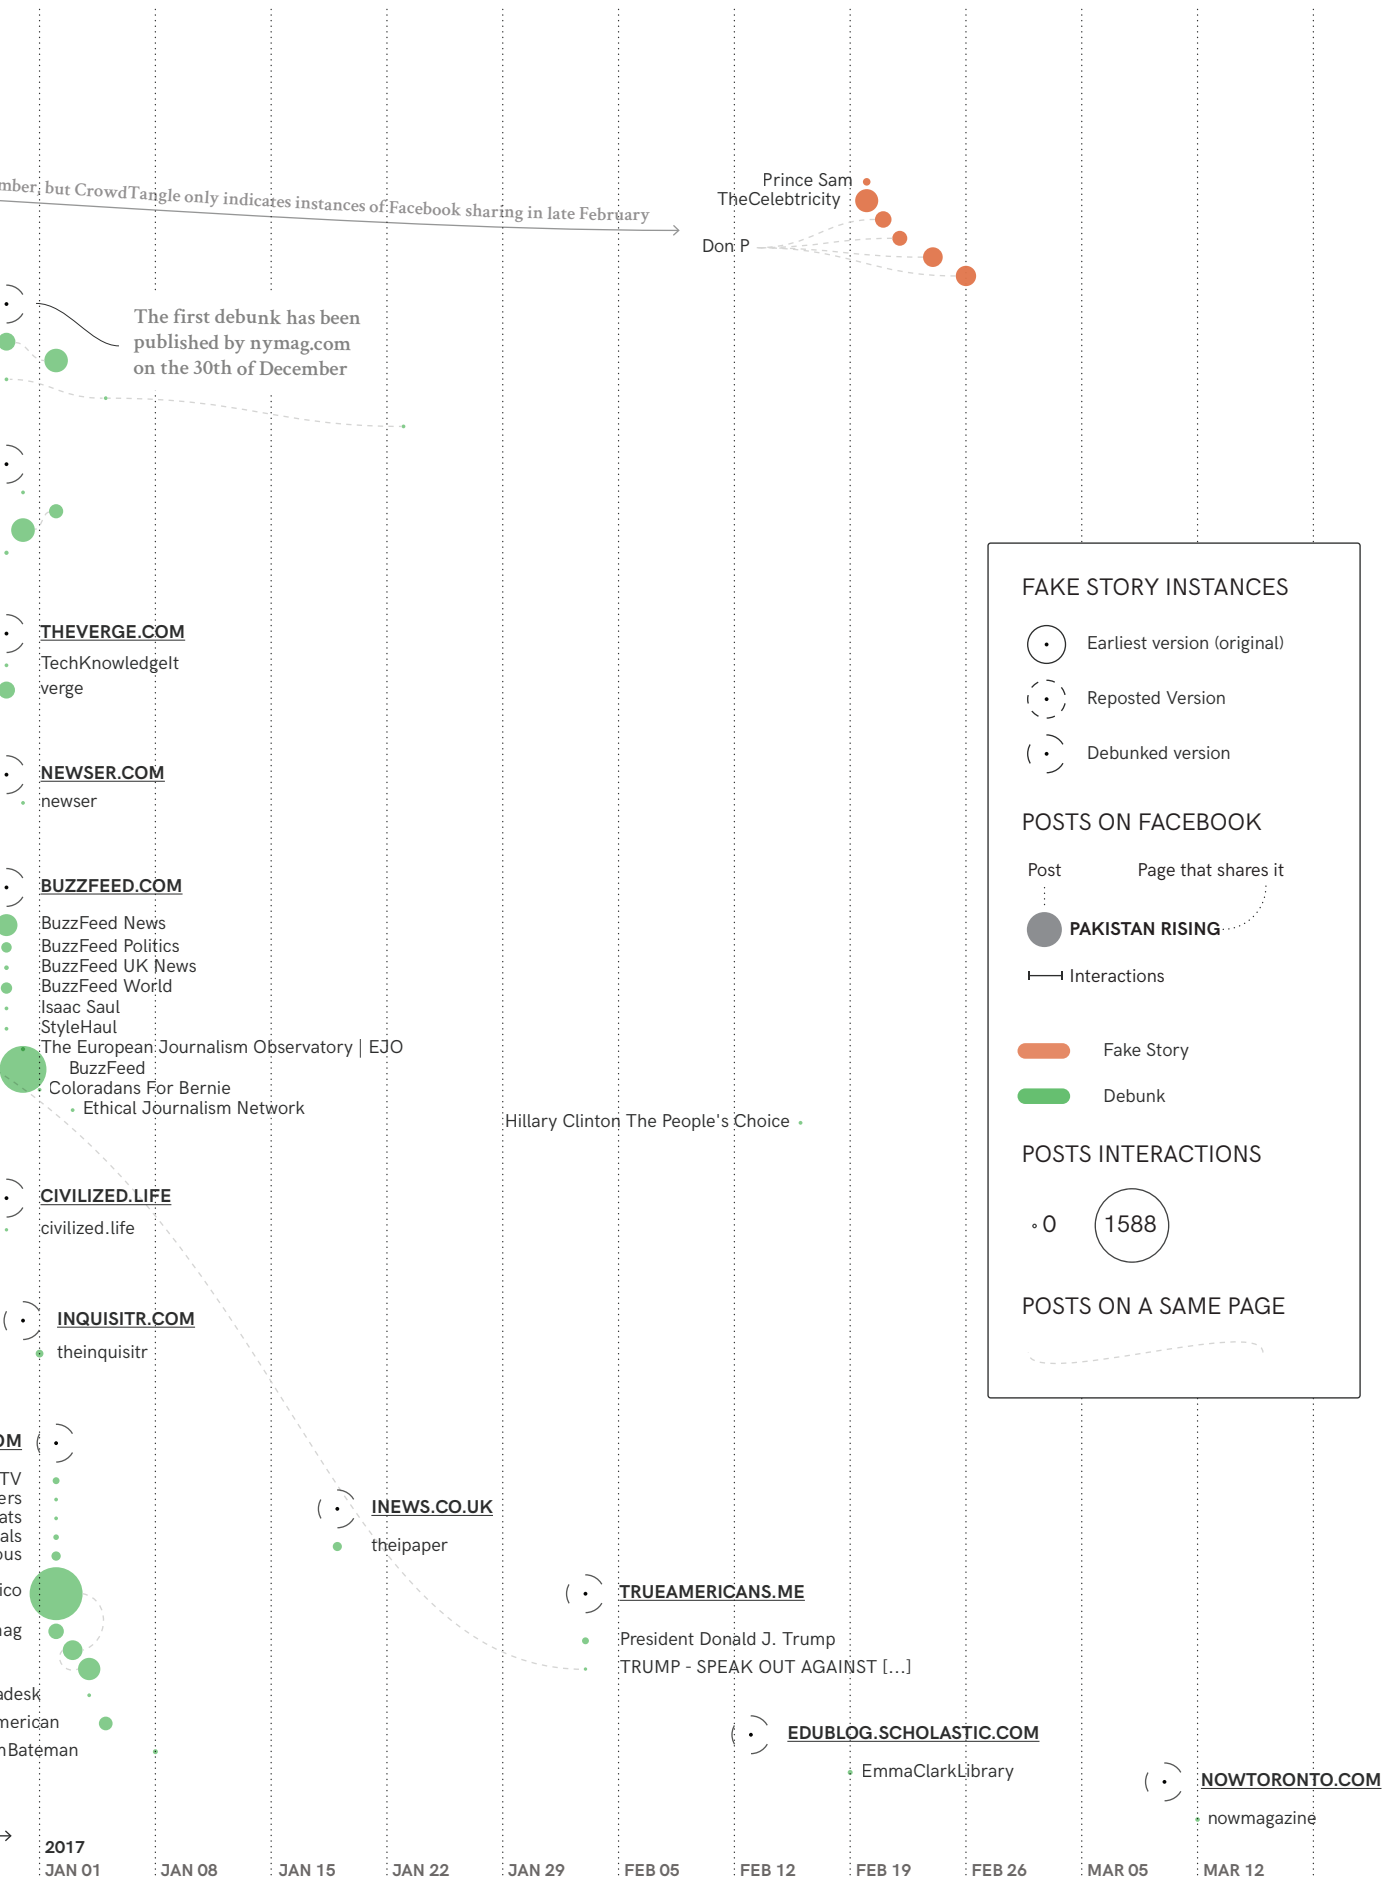 mber, but CrowdTangle only indicates instances of Facebook sharing in late February
Prince Sam
TheCelebtricity
Don P
The first debunk has been
published by nymag.com
on the 30th of December
THEVERGE.COM
TechKnowledgeIt
verge
NEWSER.COM
newser
BUZZFEED.COM
BuzzFeed News
BuzzFeed Politics
BuzzFeed UK News
BuzzFeed World
Isaac Saul
StyleHaul
The European Journalism Observatory | EJO
BuzzFeed
Coloradans For Bernie
Ethical Journalism Network
Hillary Clinton The People's Choice
CIVILIZED.LIFE
civilized.life
INQUISITR.COM
theinquisitr
OM
TV
ers
ats
als
ous
ico
nag
adesk
merican
nBateman
INEWS.CO.UK
theipaper
TRUEAMERICANS.ME
President Donald J. Trump
TRUMP - SPEAK OUT AGAINST [...]
EDUBLOG.SCHOLASTIC.COM
EmmaClarkLibrary
NOWTORONTO.COM
nowmagazine
FAKE STORY INSTANCES
Earliest version (original)
Reposted Version
Debunked version
POSTS ON FACEBOOK
Post Page that shares it
PAKISTAN RISING
Interactions
Fake Story
Debunk
POSTS INTERACTIONS
0 1588
POSTS ON A SAME PAGE
2017
JAN 01 JAN 08 JAN 15 JAN 22 JAN 29 FEB 05 FEB 12 FEB 19 FEB 26 MAR 05 MAR 12